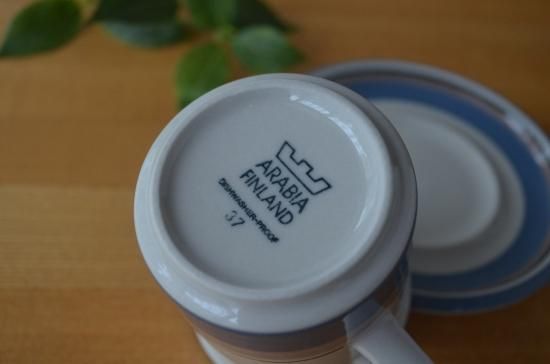 ARABIA
FINLAND
DISHWASHER-PROOF
37